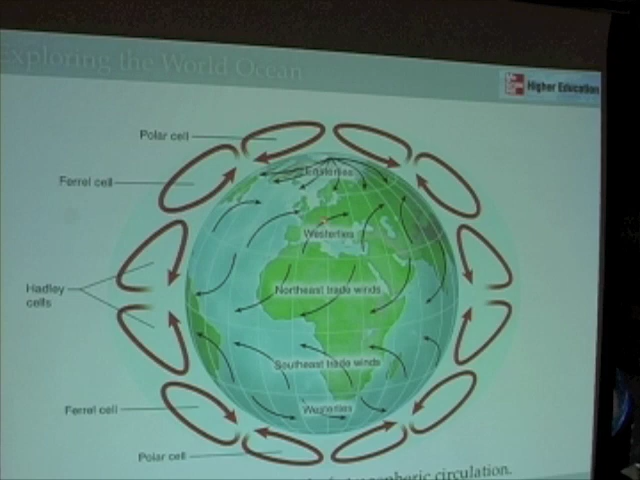 Exploring the World Ocean
Higher Education
Polar cell
Easterlies
Ferrel cell
Westerlies
Hadley
cells
Northeast trade winds
Southeast trade winds
Ferrel cell
Westerlies
Polar cell
circulation.